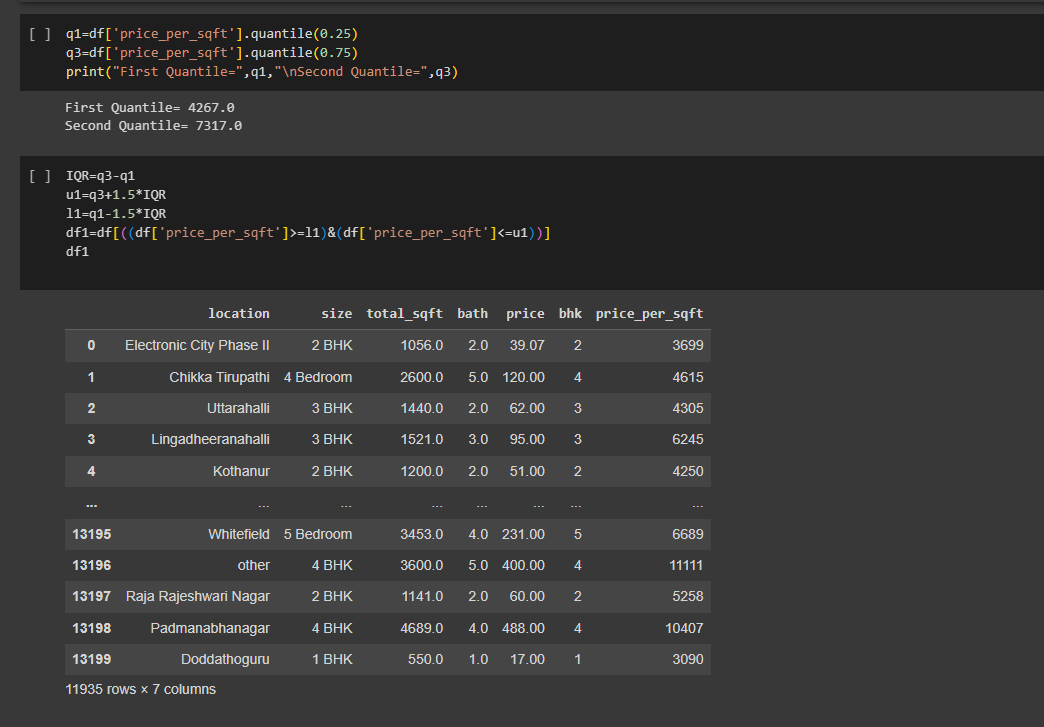 [ ] q1=df['price_per_sqft'].quantile(0.25)
q3=df['price_per_sqft'].quantile(0.75)
print("First Quantile=",q1,"\nSecond Quantile=",q3)
First Quantile= 4267.0
Second Quantile= 7317.0
[ ] IQR=q3-q1
u1=q3+1.5*IQR
l1=q1-1.5*IQR
df1=df[((df['price_per_sqft']>=l1)&(df['price_per_sqft']<=u1))]
df1
location size total_sqft bath price bhk price_per_sqft
0 Electronic City Phase II 2 BHK 1056.0 2.0 39.07 2 3699
1 Chikka Tirupathi 4 Bedroom 2600.0 5.0 120.00 4 4615
2 Uttarahalli 3 BHK 1440.0 2.0 62.00 3 4305
3 Lingadheeranahalli 3 BHK 1521.0 3.0 95.00 3 6245
4 Kothanur 2 BHK 1200.0 2.0 51.00 2 4250
... ... ... ... ... ... ... ...
13195 Whitefield 5 Bedroom 3453.0 4.0 231.00 5 6689
13196 other 4 BHK 3600.0 5.0 400.00 4 11111
13197 Raja Rajeshwari Nagar 2 BHK 1141.0 2.0 60.00 2 5258
13198 Padmanabhanagar 4 BHK 4689.0 4.0 488.00 4 10407
13199 Doddathoguru 1 BHK 550.0 1.0 17.00 1 3090
11935 rows × 7 columns